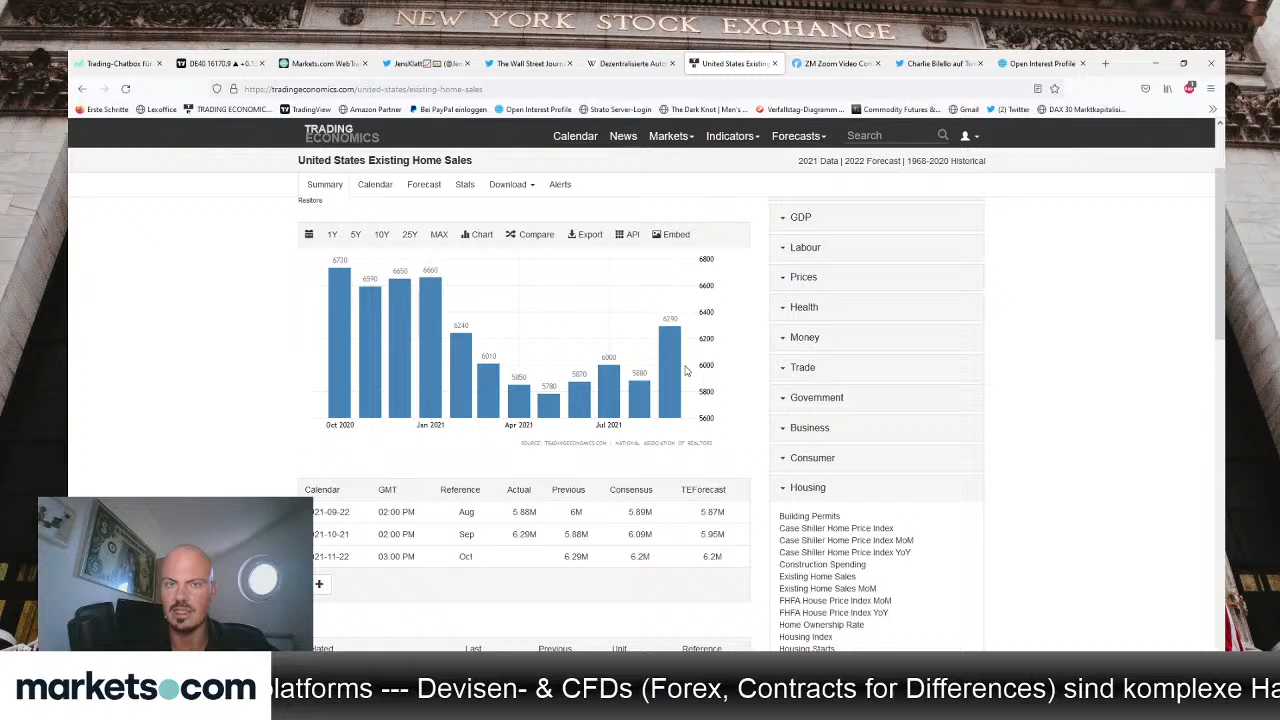 NEW YORK STOCK EXCHANGE
Trading-Chatbox für
DE40 16170.9 ▲ +0.1
Markets.com WebTra
JensKlatt
The Wall Street Journ
Dezentralisierte Auto
United States Existin
ZM Zoom Video Con
Charlie Bilello auf Tw
Open Interest Profile
https://tradingeconomics.com/united-states/existing-home-sales
Erste Schritte
Lexoffice
TRADING ECONOMIC
TradingView
Amazon Partner
Bei PayPal einloggen
Open Interest Profile
Strato Server-Login
The Dark Knot | Men's ...
Verfallstag-Diagramm ...
Commodity Futures &...
Gmail
(2) Twitter
DAX 30 Marktkapitalisi...
TRADING
ECONOMICS
Calendar News Markets Indicators Forecasts Search
United States Existing Home Sales
2021 Data | 2022 Forecast | 1968-2020 Historical
Summary Calendar Forecast Stats Download Alerts
Realtors
1Y 5Y 10Y 25Y MAX Chart Compare Export API Embed
6730
6590
6650
6660
6240
6010
5850
5780
5870
6000
5880
6290
6800
6600
6400
6200
6000
5800
5600
Oct 2020 Jan 2021 Apr 2021 Jul 2021
SOURCE: TRADINGECONOMICS.COM | NATIONAL ASSOCIATION OF REALTORS
Calendar GMT Reference Actual Previous Consensus TEForecast
021-09-22 02:00 PM Aug 5.88M 6M 5.89M 5.87M
021-10-21 02:00 PM Sep 6.29M 5.88M 6.09M 5.95M
021-11-22 03:00 PM Oct 6.29M 6.2M 6.2M
+
elated Last Previous Unit Reference
GDP
Labour
Prices
Health
Money
Trade
Government
Business
Consumer
Housing
Building Permits
Case Shiller Home Price Index
Case Shiller Home Price Index MoM
Case Shiller Home Price Index YoY
Construction Spending
Existing Home Sales
Existing Home Sales MoM
FHFA House Price Index MoM
FHFA House Price Index YoY
Home Ownership Rate
Housing Index
Housing Starts
markets.com
latforms --- Devisen- & CFDs (Forex, Contracts for Differences) sind komplexe Ha